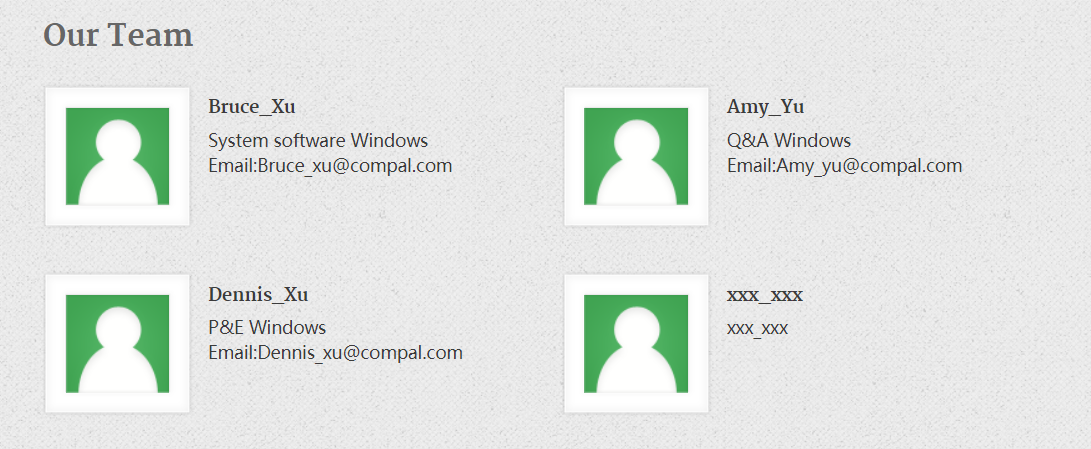 Our Team
Bruce_Xu
System software Windows
Email:Bruce_xu@compal.com
Amy_Yu
Q&A Windows
Email:Amy_yu@compal.com
Dennis_Xu
P&E Windows
Email:Dennis_xu@compal.com
xxx_xxx
xxx_xxx